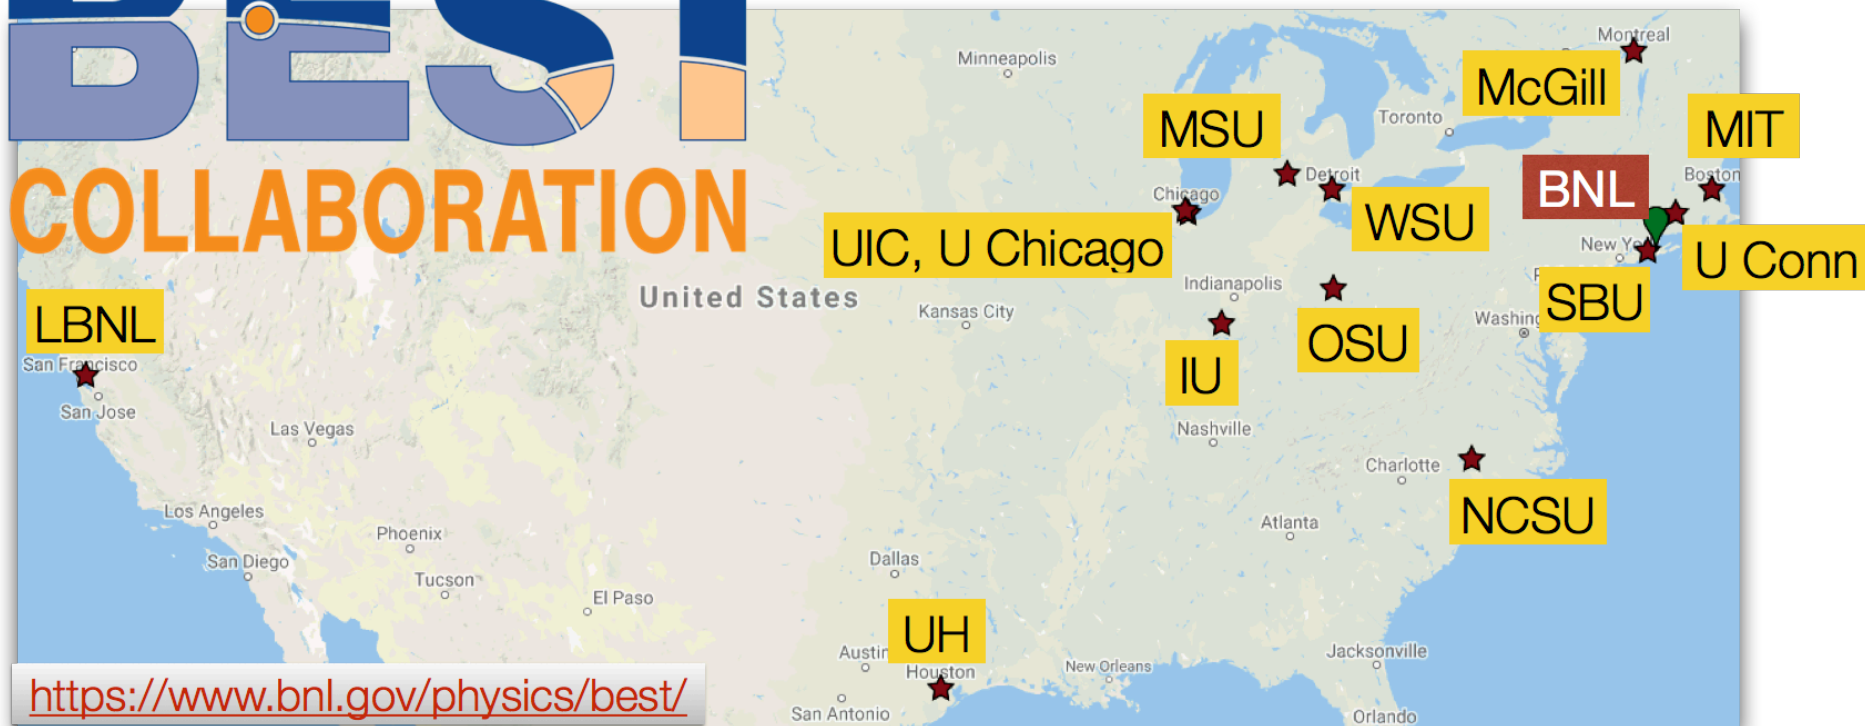 BEST
COLLABORATION
Montreal
Minneapolis
McGill
MSU
Toronto
MIT
Detroit
BNL
Boston
Chicago
WSU
UIC, U Chicago
New Yo
U Conn
Indianapolis
SBU
United States
Kansas City
LBNL
OSU
Washing
San Francisco
IU
San Jose
Las Vegas
Nashville
Charlotte
NCSU
Los Angeles
Atlanta
Phoenix
San Diego
Dallas
Tucson
El Paso
UH
Austin
Jacksonville
Houston
New Orleans
https://www.bnl.gov/physics/best/
San Antonio
Orlando